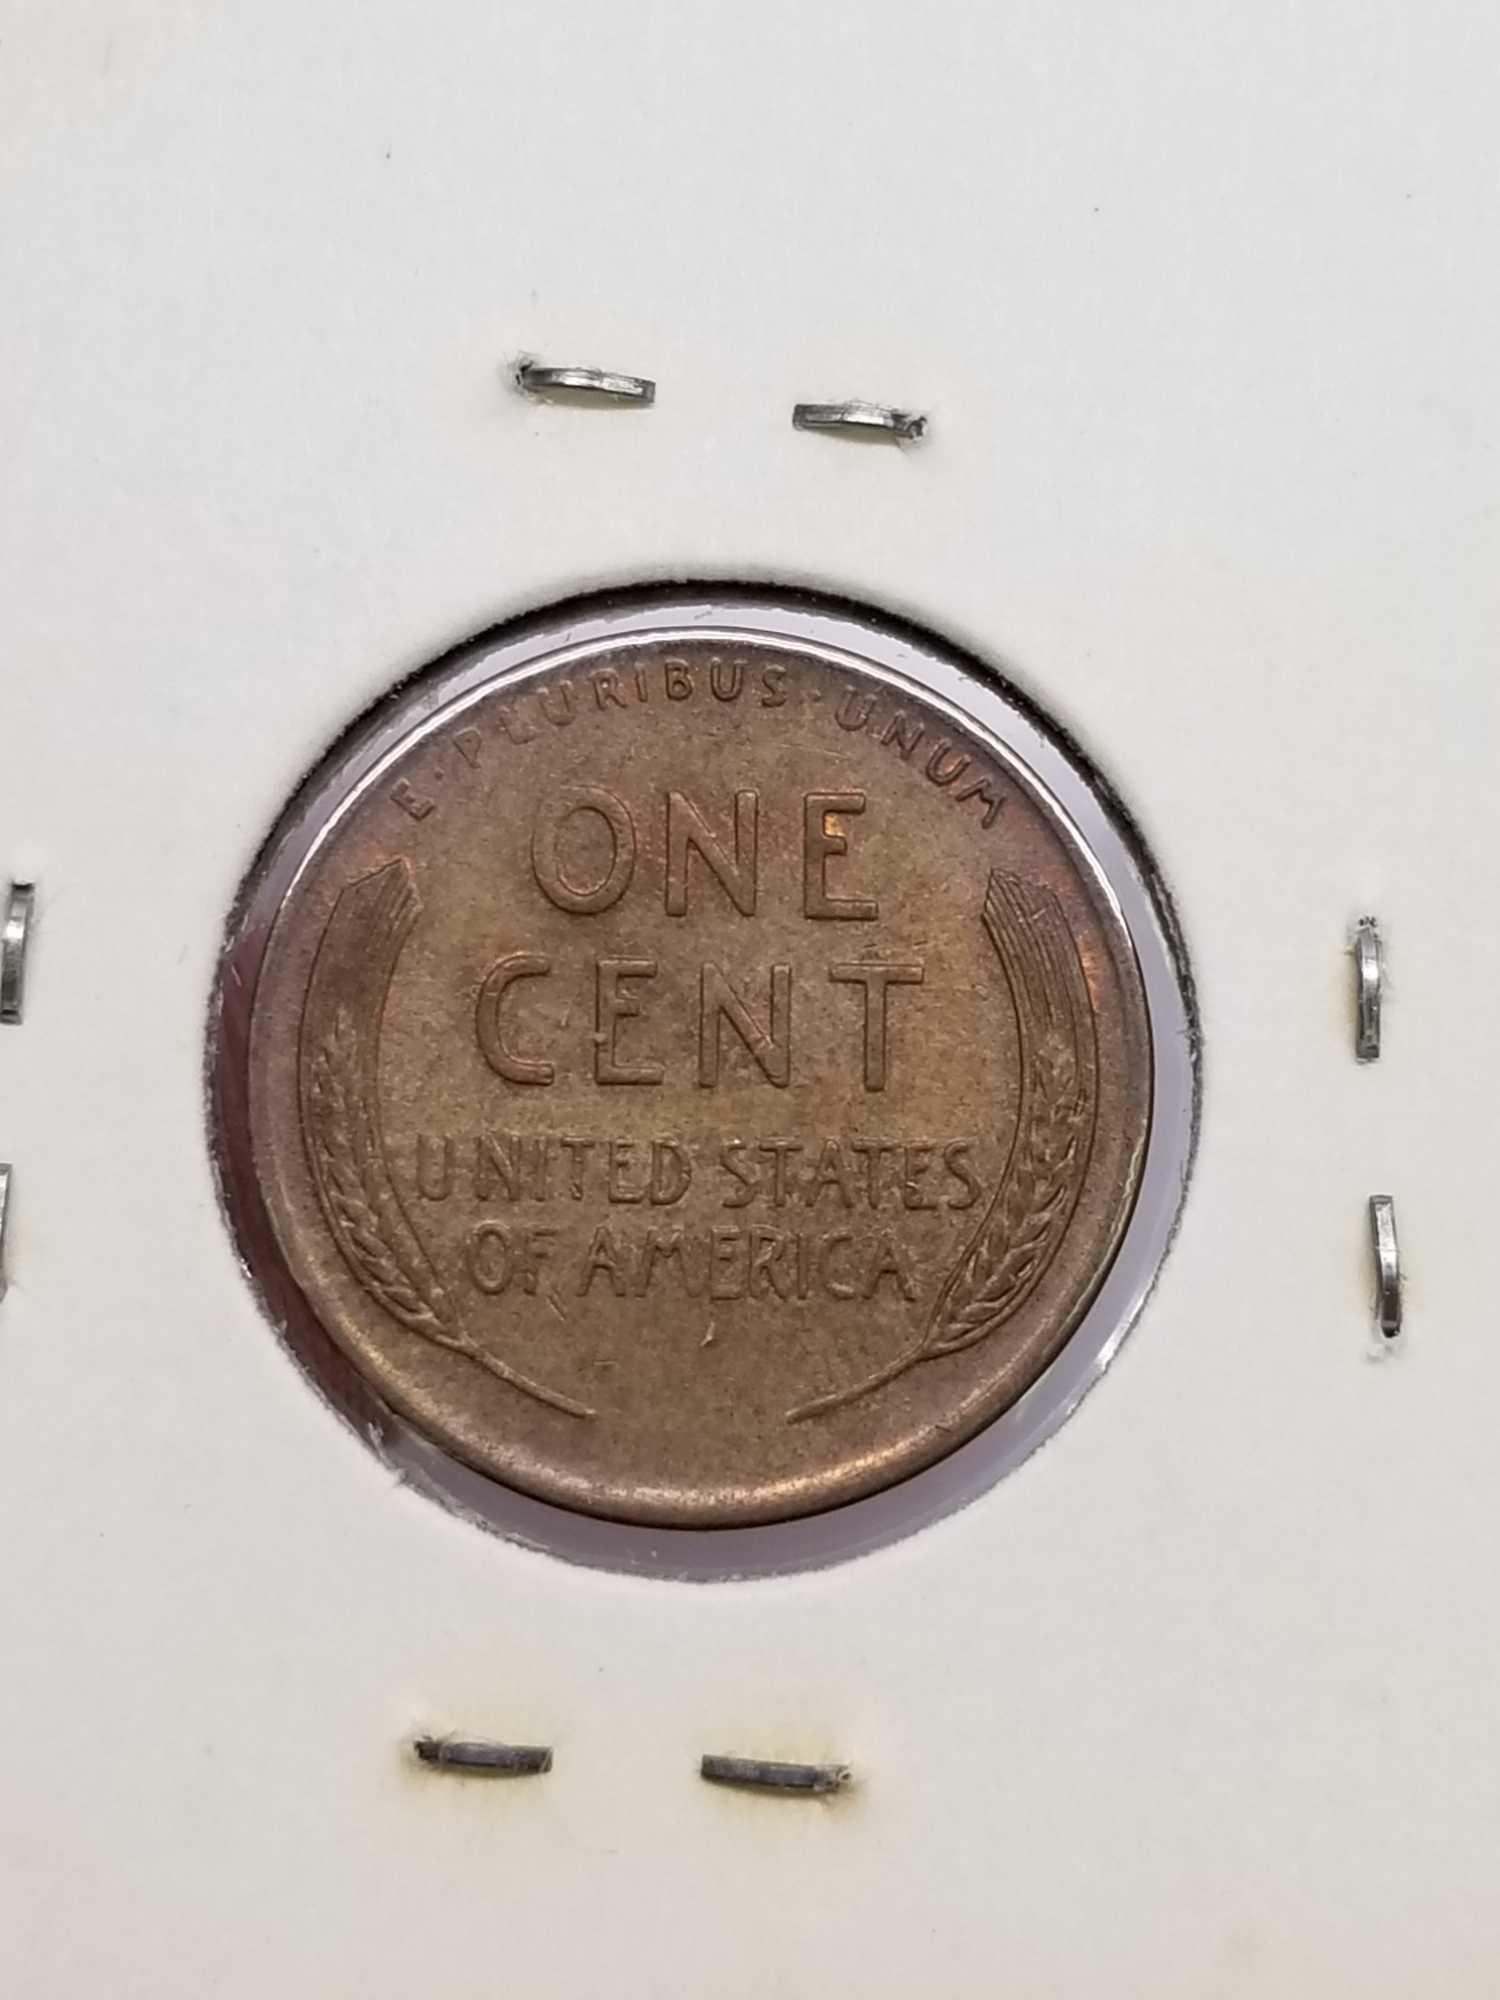 E·PLURIBUS·UNUM
ONE
CENT
UNITED STATES
OF AMERICA